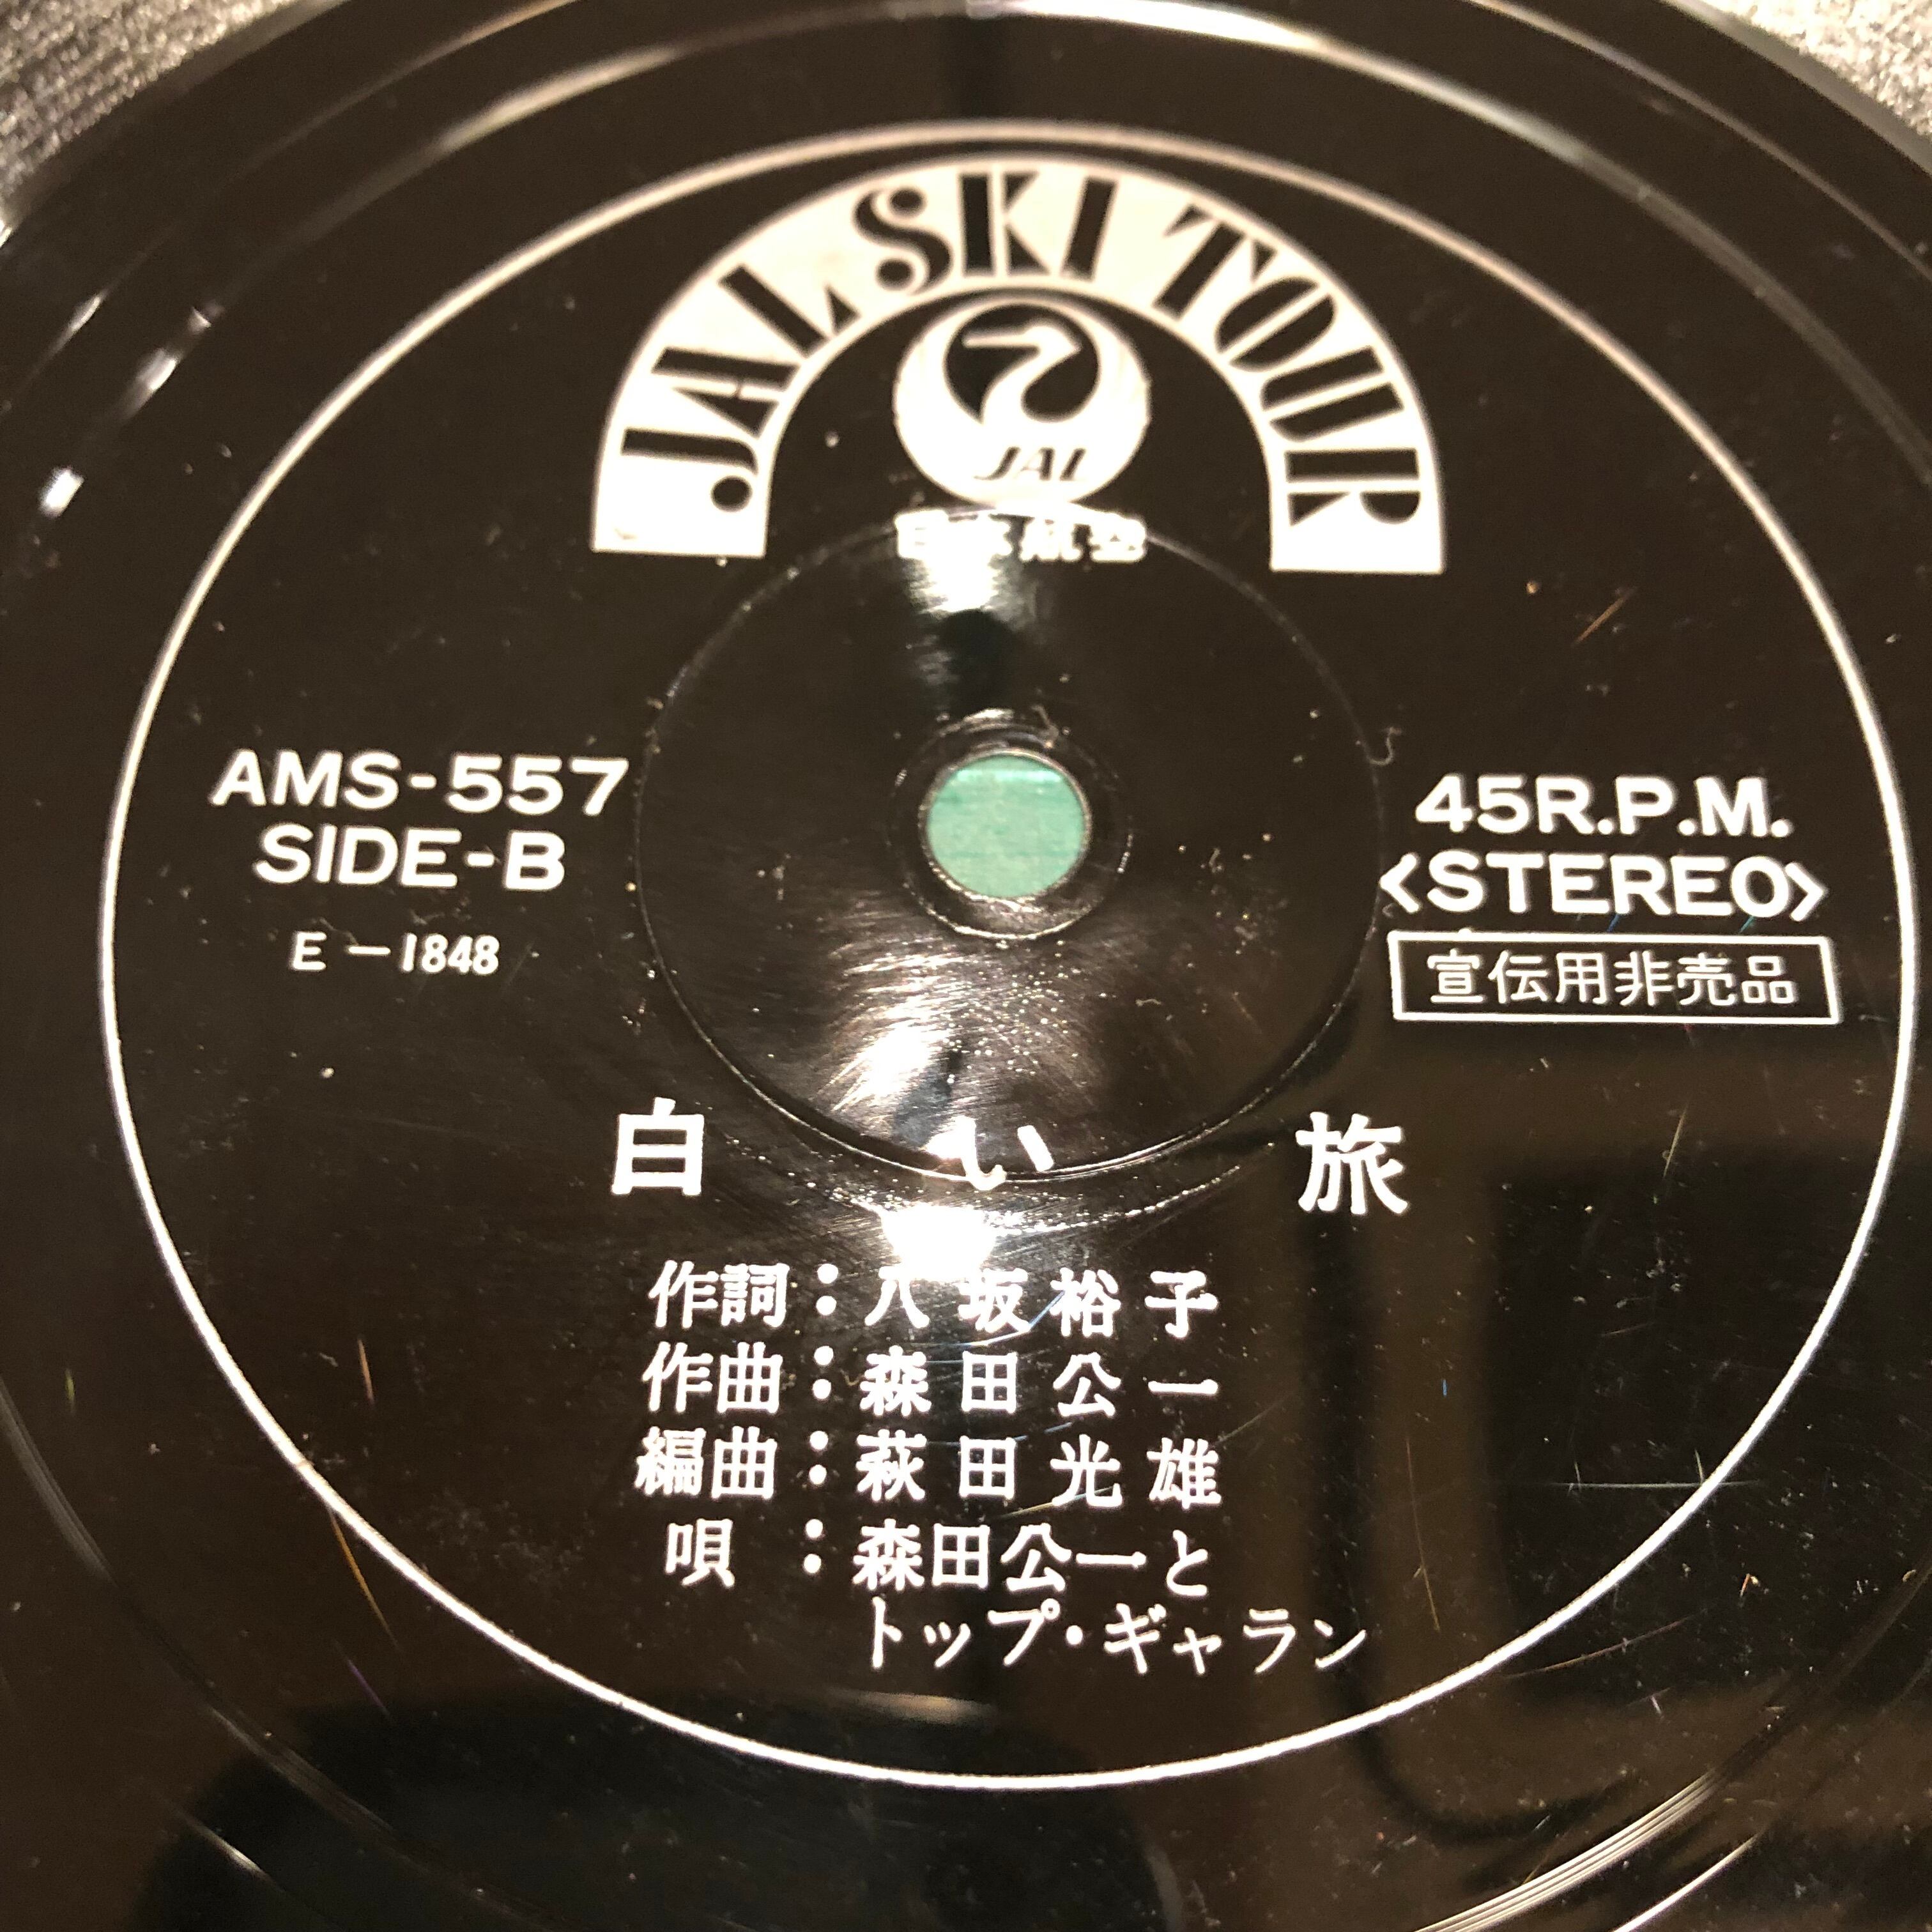 JAL SKI TOUR
JAL
日本航空
AMS-557
SIDE-B
E-1848
45R.P.M.
<STEREO>
宣伝用非売品
白い旅
作詞:八坂裕子
作曲:森田公一
編曲:萩田光雄
唄:森田公一と
トップ・ギャラン